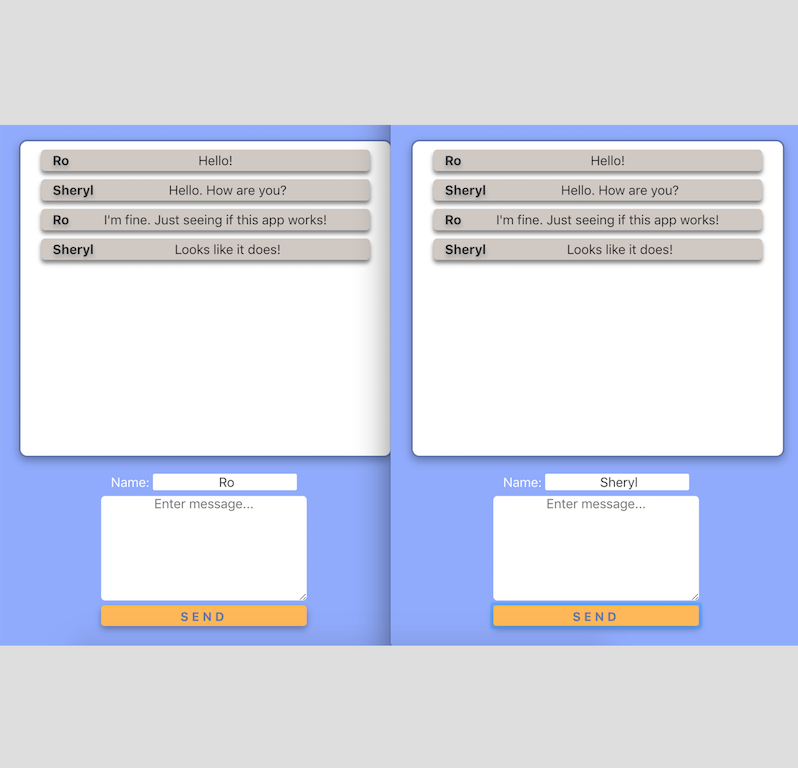 Ro Hello!
Sheryl Hello. How are you?
Ro I'm fine. Just seeing if this app works!
Sheryl Looks like it does!
Name: Ro
Enter message...
SEND
Ro Hello!
Sheryl Hello. How are you?
Ro I'm fine. Just seeing if this app works!
Sheryl Looks like it does!
Name: Sheryl
Enter message...
SEND